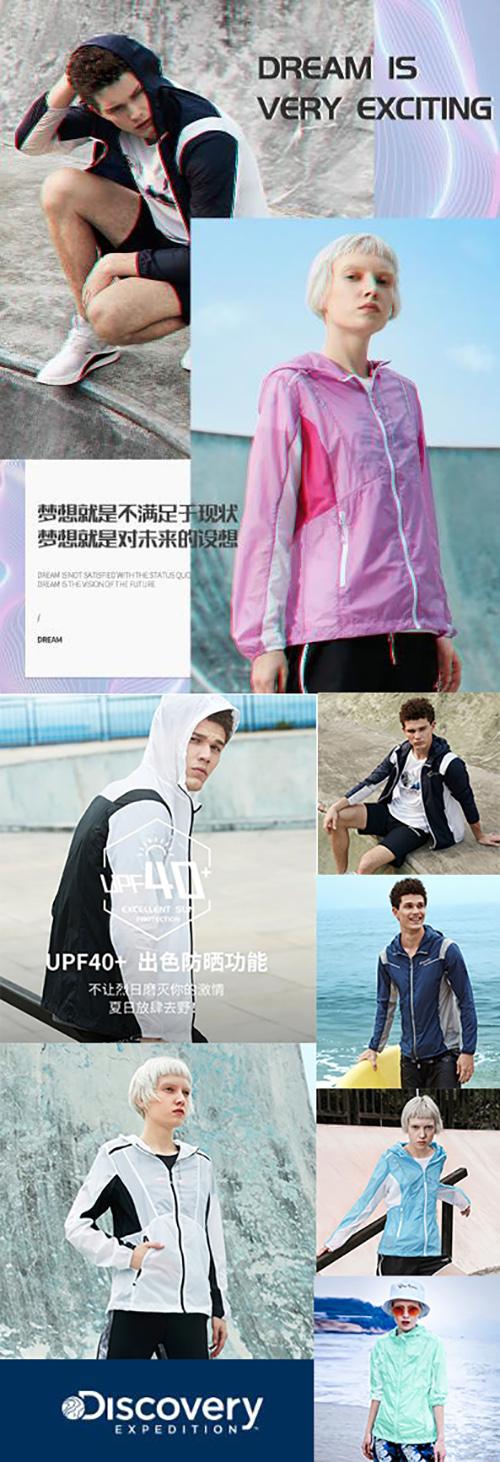 DREAM IS
VERY EXCITING
梦想就是不满足于现状
梦想就是对未来的设想
DREAM IS NOT SATISFIED WITH THE STATUS QUO
DREAM IS THE VISION OF THE FUTURE
/
DREAM
UPF40+
EXCELLENT SUN
PROTECTION
UPF40+ 出色防晒功能
不让烈日磨灭你的激情
夏日放肆去野!
Discovery
EXPEDITION™